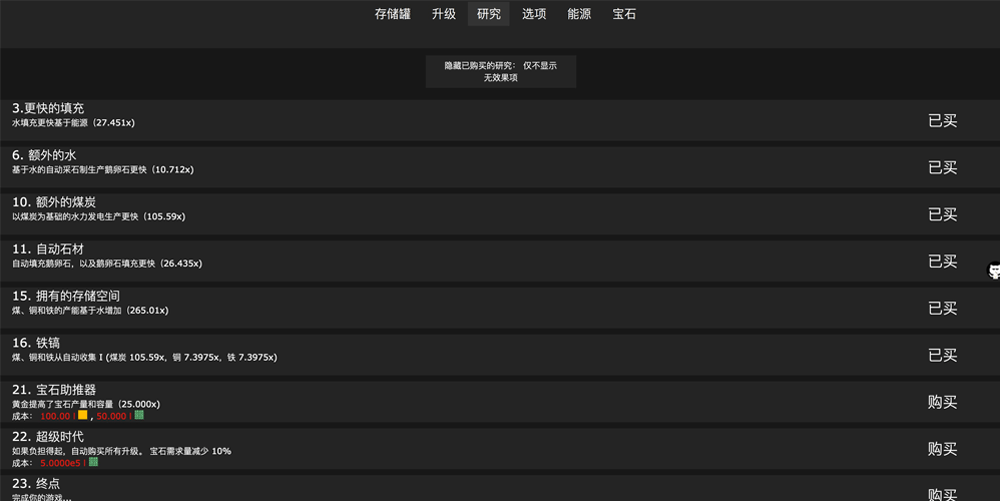 存储罐 升级 研究 选项 能源 宝石
隐藏已购买的研究： 仅不显示
无效果项
3.更快的填充
水填充更快基于能源（27.451x)
已买
6. 额外的水
基于水的自动采石制生产鹅卵石更快（10.712x)
已买
10. 额外的煤炭
以煤炭为基础的水力发电生产更快（105.59x)
已买
11. 自动石材
自动填充鹅卵石，以及鹅卵石填充更快（26.435x)
已买
15. 拥有的存储空间
煤、铜和铁的产能基于水增加（265.01x)
已买
16. 铁镐
煤、铜和铁从自动收集 I (煤炭 105.59x，铜 7.3975x，铁 7.3975x)
已买
21. 宝石助推器
黄金提高了宝石产量和容量（25.000x)
成本： 100.00 l , 50.000 l
购买
22. 超级时代
如果负担得起，自动购买所有升级。 宝石需求量减少 10%
成本： 5.0000e5 l
购买
23. 终点
完成你的游戏...
购买